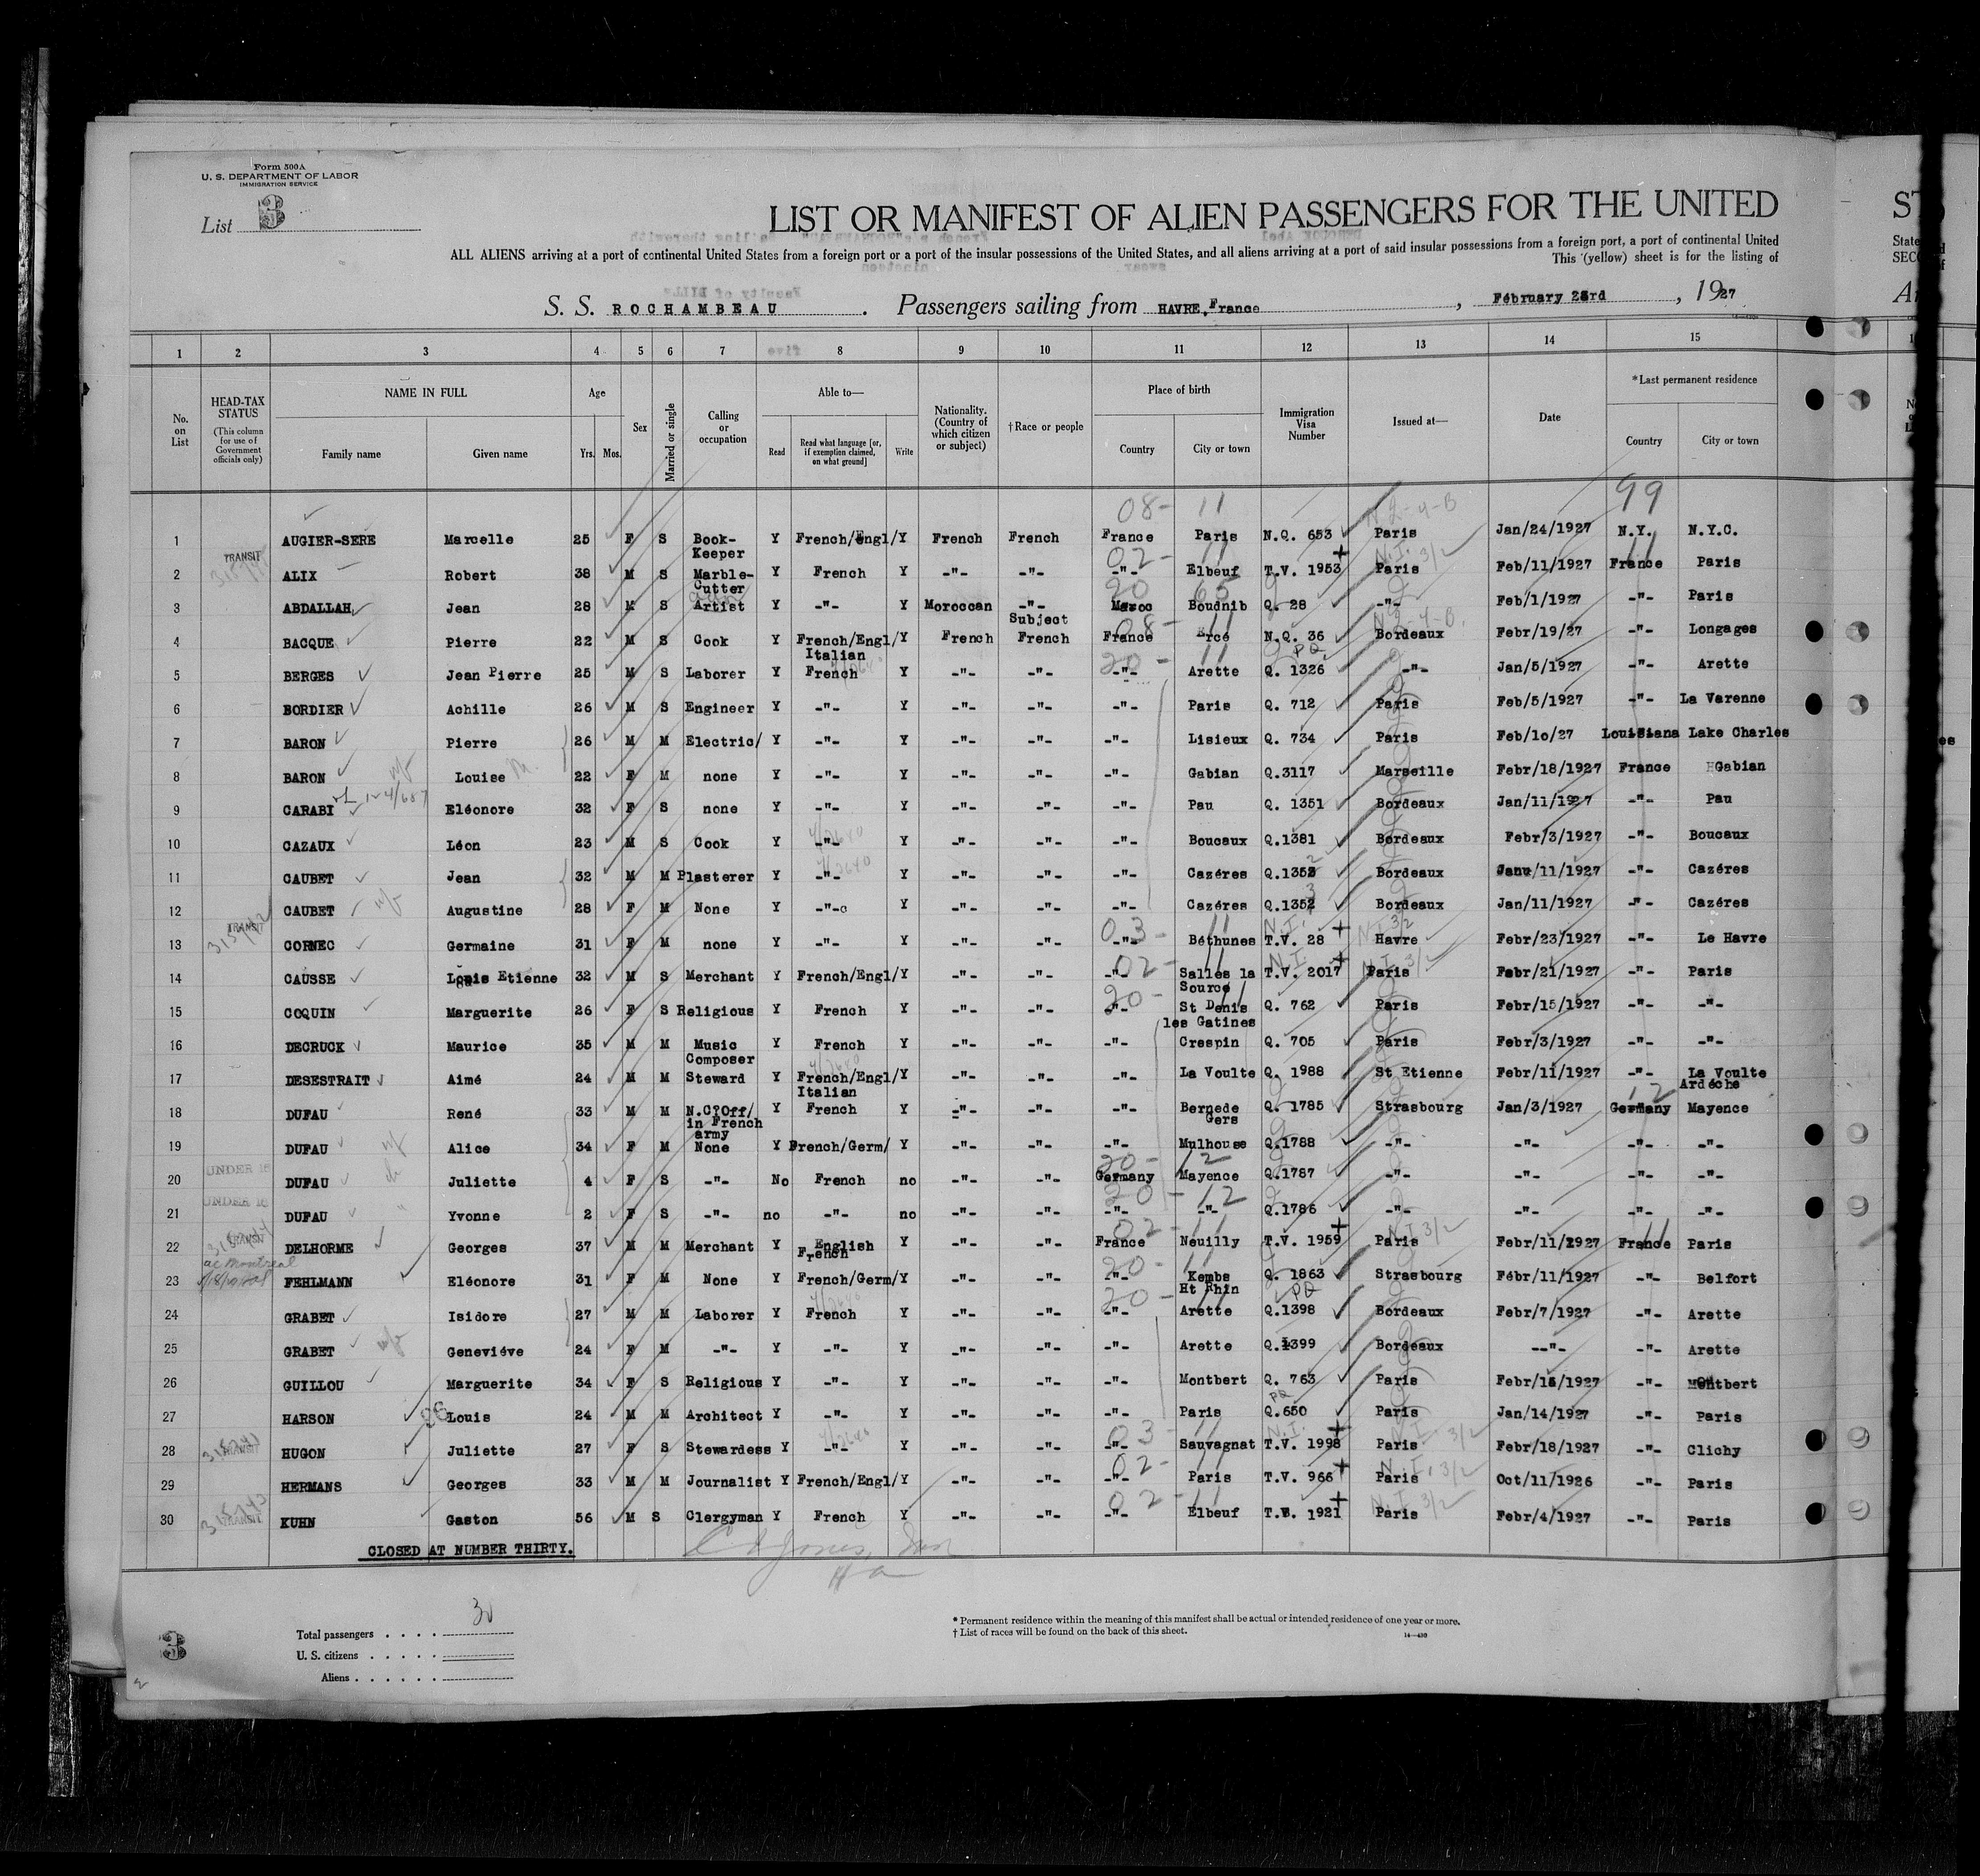 Form 500A
U. S. DEPARTMENT OF LABOR
IMMIGRATION SERVICE
List 3
LIST OR MANIFEST OF ALIEN PASSENGERS FOR THE UNITED
ALL ALIENS arriving at a port of continental United States from a foreign port or a port of the insular possessions of the United States, and all aliens arriving at a port of said insular possessions from a foreign port, a port of continental United
This (yellow) sheet is for the listing of
S. S. ROCHAMBEAU . Passengers sailing from HAVRE, France , February 23rd , 1927
1 2 3 4 5 6 7 8 9 10 11 12 13 14 15
No. on List
HEAD-TAX STATUS (This column for use of Government officials only)
NAME IN FULL Family name Given name
Age Yrs. Mos.
Sex
Married or single
Calling or occupation
Able to— Read Read what language [or, if exemption claimed, on what ground] Write
Nationality. (Country of which citizen or subject)
†Race or people
Place of birth Country City or town
Immigration Visa Number
Issued at—
Date
*Last permanent residence Country City or town
08- 11 99
1 AUGIER-SERE Marcelle 25 F S Book-Keeper Y French/Engl/ Y French French France Paris N.Q. 653 Paris Jan/24/1927 N.Y. N.Y.C.
2 TRANSIT ALIX Robert 38 M S Marble-Cutter Y French Y -"- -"- -"- Elbeuf T.V. 1953 Paris Feb/11/1927 France Paris
3 ABDALLAH Jean 28 M S Artist Y -"- Y Moroccan -"- Subject Maroc Boudnib Q. 28 -"- Feb/1/1927 -"- Paris
4 BACQUE Pierre 22 M S Cook Y French/Engl/ Italian Y French French France Ercé N.Q. 36 Bordeaux Febr/19/27 -"- Longages
5 BERGES Jean Pierre 25 M S Laborer Y French Y -"- -"- -"- Arette Q. 1326 -"- Jan/5/1927 -"- Arette
6 BORDIER Achille 26 M S Engineer Y -"- Y -"- -"- -"- Paris Q. 712 Paris Feb/5/1927 -"- La Varenne
7 BARON Pierre 26 M M Electric/ Y -"- Y -"- -"- -"- Lisieux Q. 734 Paris Feb/10/27 Louisiana Lake Charles
8 BARON Louise 22 F M none Y -"- Y -"- -"- -"- Gabian Q.3117 Marseille Febr/18/1927 France Gabian
9 CARABI Eléonore 32 F S none Y -"- Y -"- -"- -"- Pau Q. 1351 Bordeaux Jan/11/1927 -"- Pau
10 CAZAUX Léon 23 M S Cook Y -"- Y -"- -"- -"- Boucaux Q.1381 Bordeaux Febr/3/1927 -"- Boucaux
11 CAUBET Jean 32 M M Plasterer Y -"- Y -"- -"- -"- Cazéres Q.1352 Bordeaux Janu/11/1927 -"- Cazéres
12 CAUBET Augustine 28 F M None Y -"- Y -"- -"- -"- Cazéres Q.1353 Bordeaux Jan/11/1927 -"- Cazéres
13 TRANSIT CORNEC Germaine 31 F M none Y -"- Y -"- -"- -"- Béthunes T.V. 28 Havre Febr/23/1927 -"- Le Havre
14 CAUSSE Louis Etienne 32 M S Merchant Y French/Engl/ Y -"- -"- -"- Salles la Source T.V. 2017 Paris Febr/21/1927 -"- Paris
15 COQUIN Marguerite 26 F S Religious Y French Y -"- -"- -"- St Denis les Gatines Q. 762 Paris Febr/15/1927 -"- -"-
16 DECRUCK Maurice 35 M M Music Composer Y French Y -"- -"- -"- Crespin Q. 705 Paris Febr/3/1927 -"- -"-
17 DESESTRAIT Aimé 24 M M Steward Y French/Engl/ Italian Y -"- -"- -"- La Voulte Q. 1988 St Etienne Febr/11/1927 -"- La Voulte Ardéche
18 DUFAU René 33 M M N.C?Off/ in French army Y French Y -"- -"- -"- Bernede Gers Q. 1785 Strasbourg Jan/3/1927 Germany Mayence
19 DUFAU Alice 34 F M None Y French/Germ/ Y -"- -"- -"- Mulhouse Q.1788 -"- -"- -"- -"-
20 UNDER 16 DUFAU Juliette 4 F S -"- No French no -"- -"- Germany Mayence Q.1787 -"- -"- -"- -"-
21 UNDER 16 DUFAU Yvonne 2 F S -"- no -"- no -"- -"- -"- -"- Q.1786 -"- -"- -"- -"-
22 TRANSIT DELHORME Georges 37 M M Merchant Y English French Y -"- -"- France Neuilly T.V. 1959 Paris Febr/11/1927 France Paris
23 FEHLMANN Eléonore 31 F M None Y French/Germ/ Y -"- -"- -"- Kembs Ht Rhin Q. 1863 Strasbourg Febr/11/1927 -"- Belfort
24 GRABET Isidore 27 M M Laborer Y French Y -"- -"- -"- Arette Q.1398 Bordeaux Febr/7/1927 -"- Arette
25 GRABET Geneviéve 24 F M -"- Y -"- Y -"- -"- -"- Arette Q.1399 Bordeaux --"- -"- Arette
26 GUILLOU Marguerite 34 F S Religious Y -"- Y -"- -"- -"- Montbert Q. 763 Paris Febr/15/1927 -"- Montbert
27 HARSON Louis 24 M M Architect Y -"- Y -"- -"- -"- Paris Q.650 Paris Jan/14/1927 -"- Paris
28 TRANSIT HUGON Juliette 27 F S Stewardess Y -"- Y -"- -"- -"- Sauvagnat T.V. 1998 Paris Febr/18/1927 -"- Clichy
29 HERMANS Georges 33 M M Journalist Y French/Engl/ Y -"- -"- -"- Paris T.V. 966 Paris Oct/11/1926 -"- Paris
30 TRANSIT KUHN Gaston 56 M S Clergyman Y French Y -"- -"- -"- Elbeuf T.V. 1921 Paris Febr/4/1927 -"- Paris
CLOSED AT NUMBER THIRTY.
Total passengers . . . . 30
U. S. citizens . . . . .
Aliens . . . . . .
* Permanent residence within the meaning of this manifest shall be actual or intended residence of one year or more.
† List of races will be found on the back of this sheet.
3